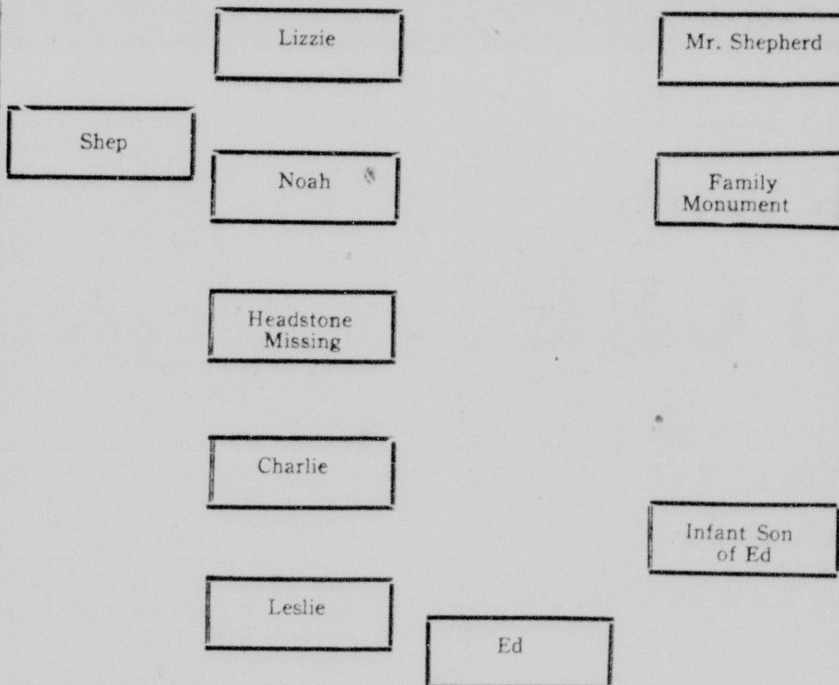 Lizzie
Mr. Shepherd
Shep
Noah
Family
Monument
Headstone
Missing
Charlie
Infant Son
of Ed
Leslie
Ed